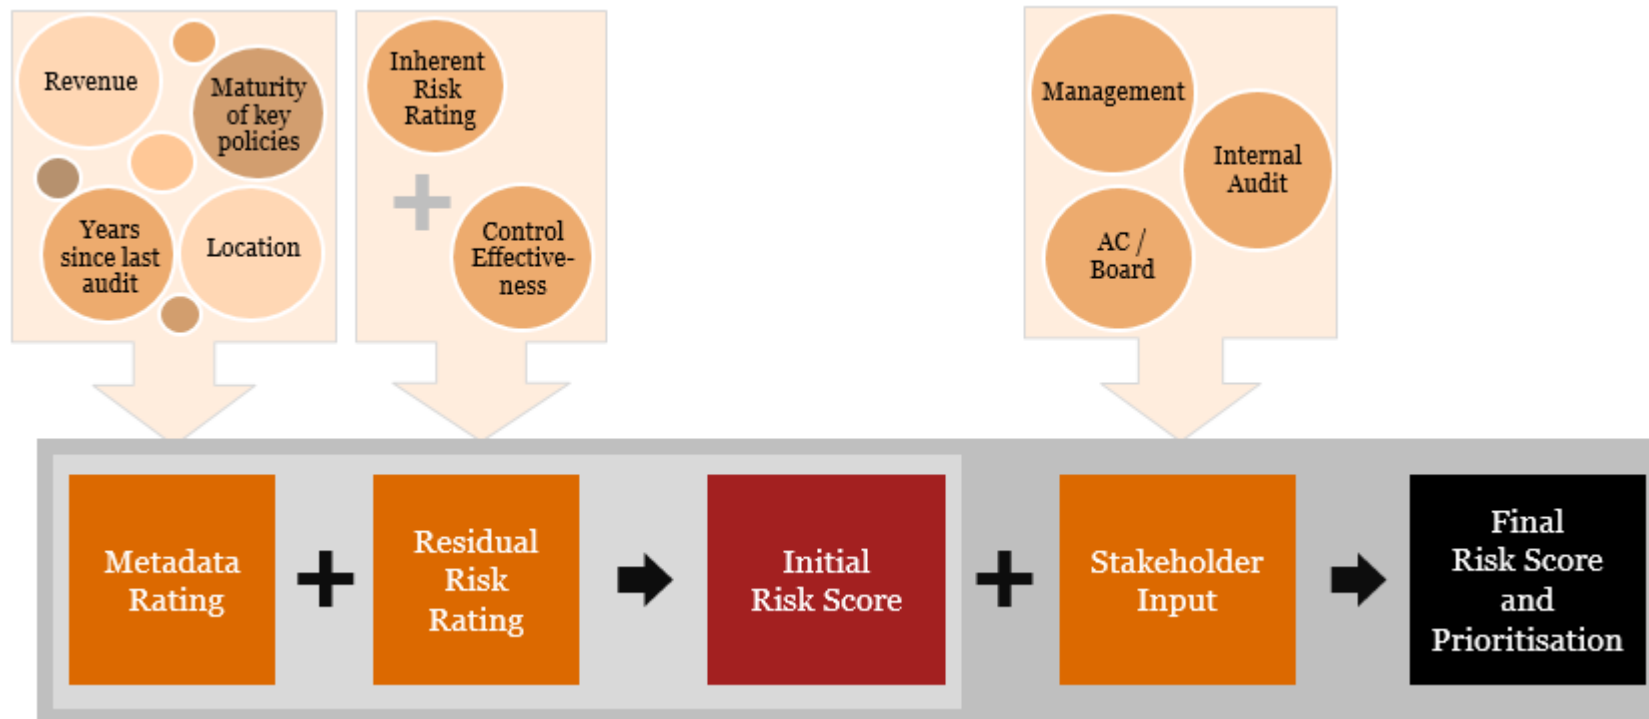 Revenue
Maturity
of key
policies
Years
since last
audit
Location
Inherent
Risk
Rating
Control
Effective-
ness
Management
Internal
Audit
AC /
Board
Metadata
Rating
Residual
Risk
Rating
Initial
Risk Score
Stakeholder
Input
Final
Risk Score
and
Prioritisation